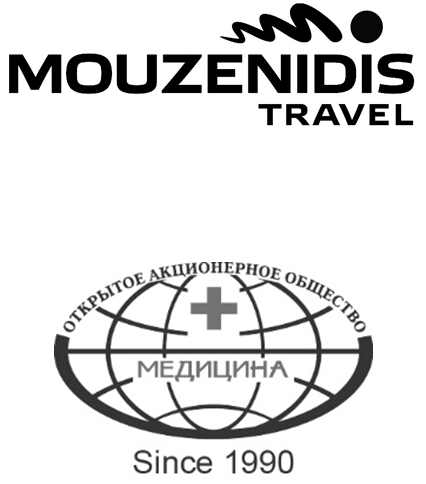 MOUZENIDIS
TRAVEL
ОТКРЫТОЕ АКЦИОНЕРНОЕ ОБЩЕСТВО
МЕДИЦИНА
Since 1990